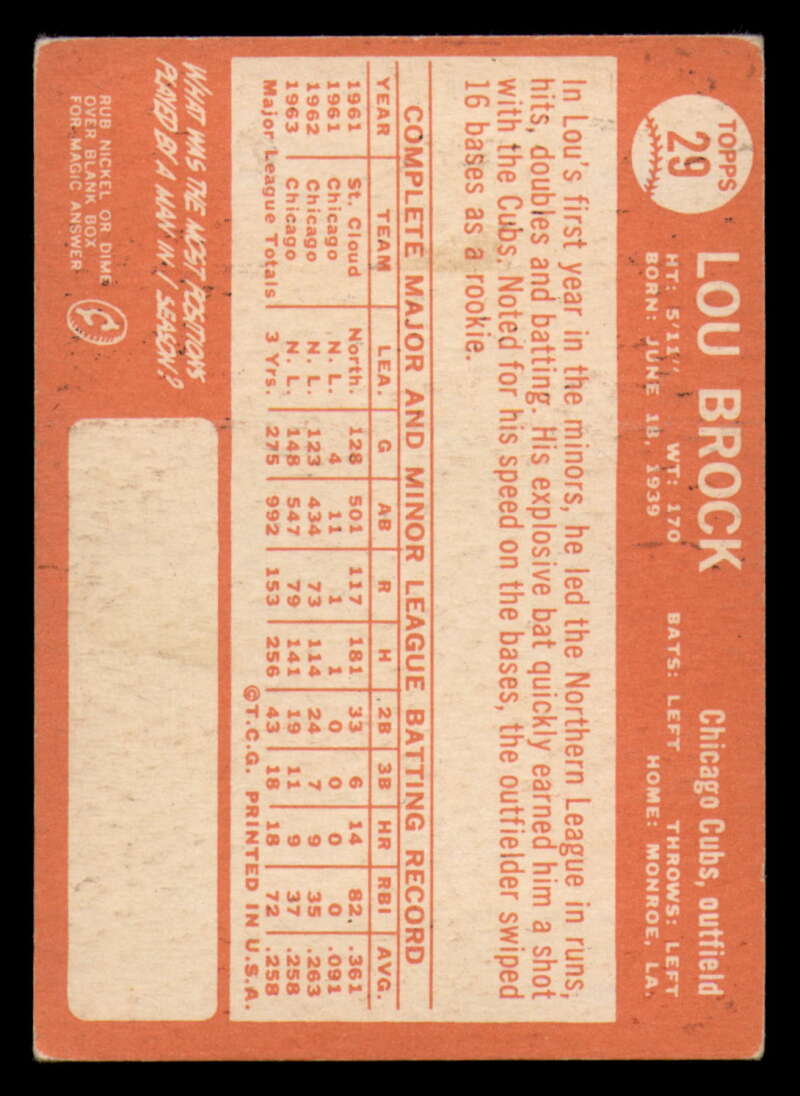 TOPPS
29
LOU BROCK
Chicago Cubs, outfield
HT: 5'11" WT: 170 BATS: LEFT THROWS: LEFT
BORN: JUNE 18, 1939 HOME: MONROE, LA.
In Lou's first year in the minors, he led the Northern League in runs,
hits, doubles and batting. His explosive bat quickly earned him a shot
with the Cubs. Noted for his speed on the bases, the outfielder swiped
16 bases as a rookie.
COMPLETE MAJOR AND MINOR LEAGUE BATTING RECORD
YEAR TEAM LEA. G AB R H 2B 3B HR RBI AVG.
1961 St. Cloud North. 128 501 117 181 33 6 14 82 .361
1961 Chicago N. L. 4 11 1 1 0 0 0 0 .091
1962 Chicago N. L. 123 434 73 114 24 7 9 35 .263
1963 Chicago N. L. 148 547 79 141 19 11 9 37 .258
Major League Totals 3 Yrs. 275 992 153 256 43 18 18 72 .258
©T.C.G. PRINTED IN U.S.A.
WHAT WAS THE MOST POSITIONS
PLAYED BY A MAN IN 1 SEASON?
RUB NICKEL OR DIME
OVER BLANK BOX
FOR MAGIC ANSWER